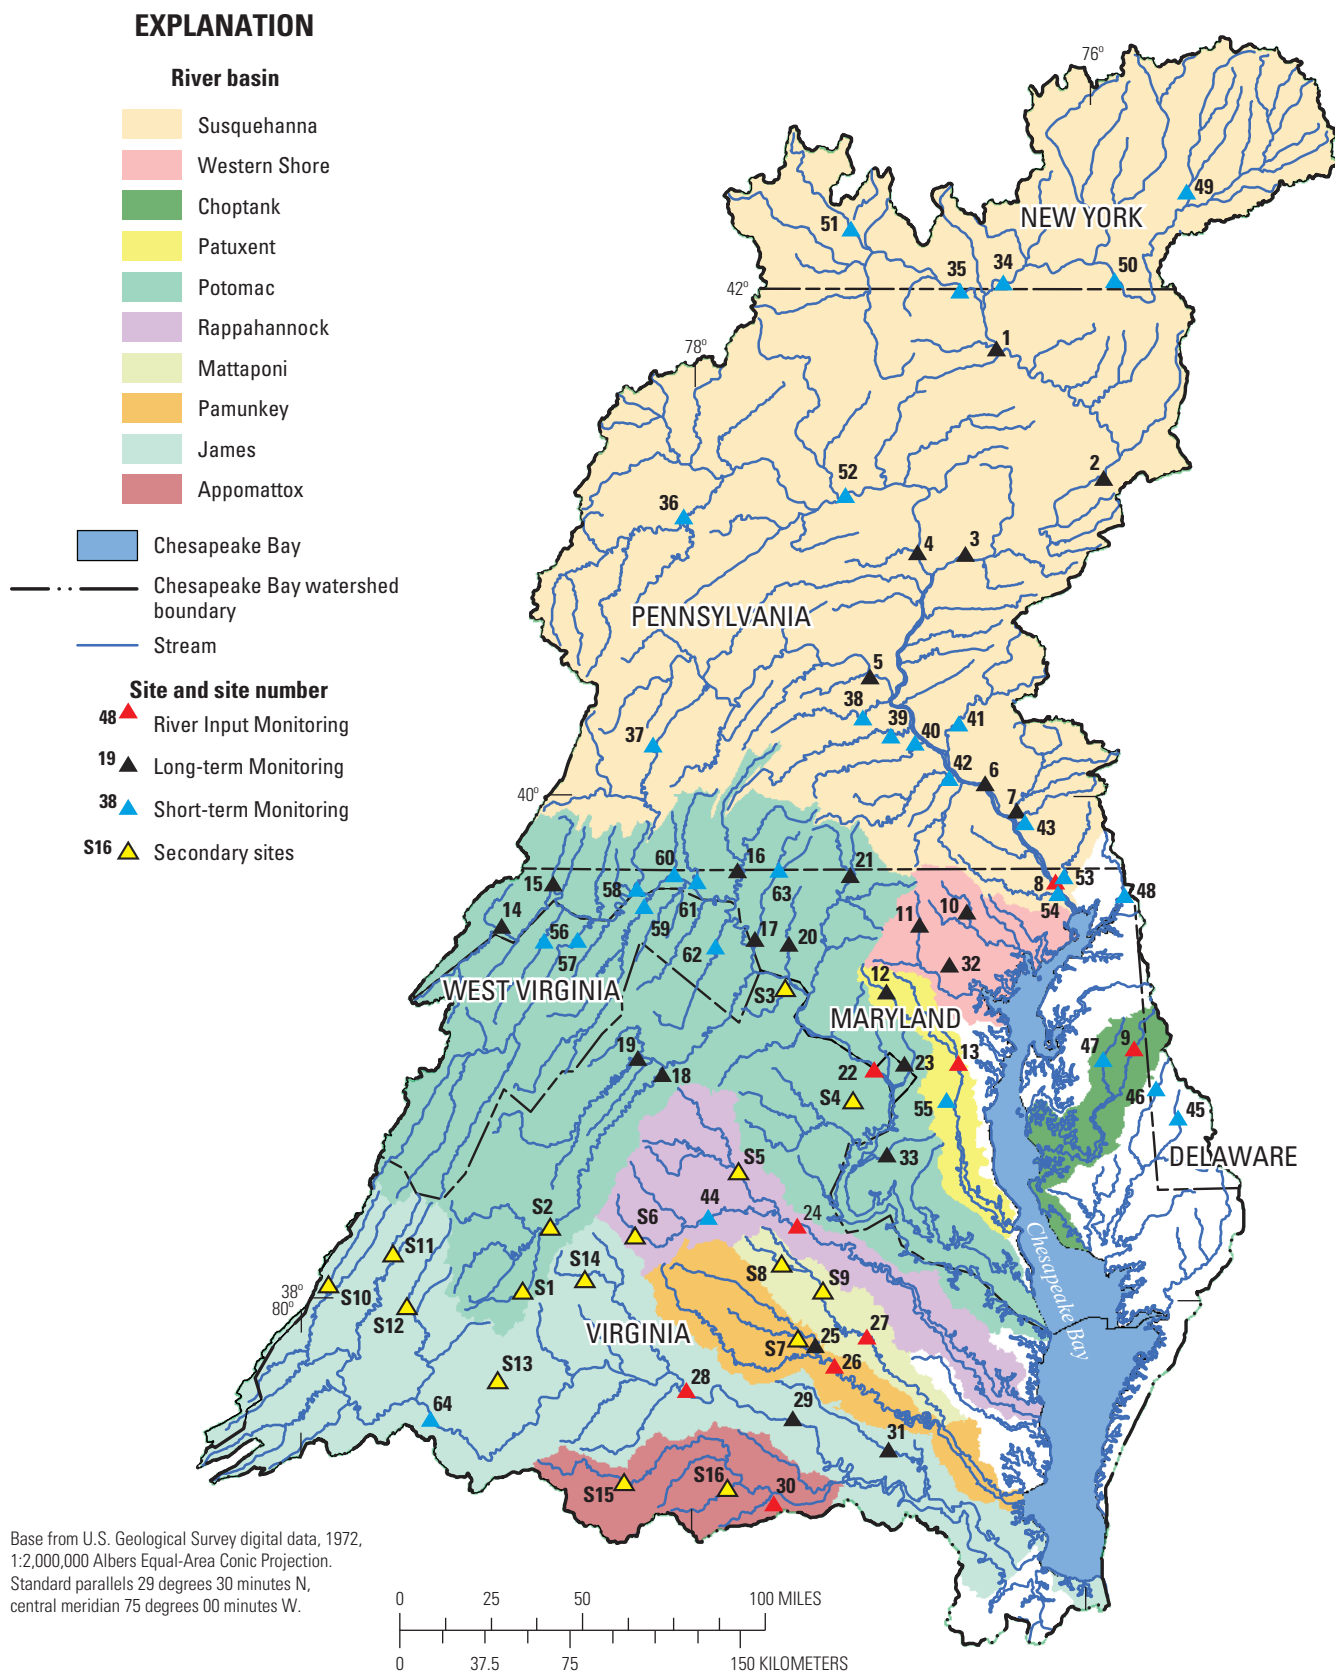 EXPLANATION
River basin
Susquehanna
Western Shore
Choptank
Patuxent
Potomac
Rappahannock
Mattaponi
Pamunkey
James
Appomattox
Chesapeake Bay
Chesapeake Bay watershed
boundary
Stream
Site and site number
48 River Input Monitoring
19 Long-term Monitoring
38 Short-term Monitoring
S16 Secondary sites
76°
49
NEW YORK
51
35
34
50
42°
1
78°
2
52
36
4
3
PENNSYLVANIA
5
38
39
40
41
37
42
6
40°
7
43
60
16
21
15
58
63
8
53
48
54
61
14
59
11
10
56
57
62
17
20
32
WEST VIRGINIA
S3
12
MARYLAND
19
18
22
23
13
47
9
S4
55
46
45
33
DELAWARE
S5
S2
44
24
S6
S11
S14
S8
S9
Chesapeake Bay
38°
80°
S10
S1
S12
VIRGINIA
S7
25
27
26
S13
28
64
29
31
S15
S16
30
Base from U.S. Geological Survey digital data, 1972,
1:2,000,000 Albers Equal-Area Conic Projection.
Standard parallels 29 degrees 30 minutes N,
central meridian 75 degrees 00 minutes W.
0 25 50 100 MILES
0 37.5 75 150 KILOMETERS